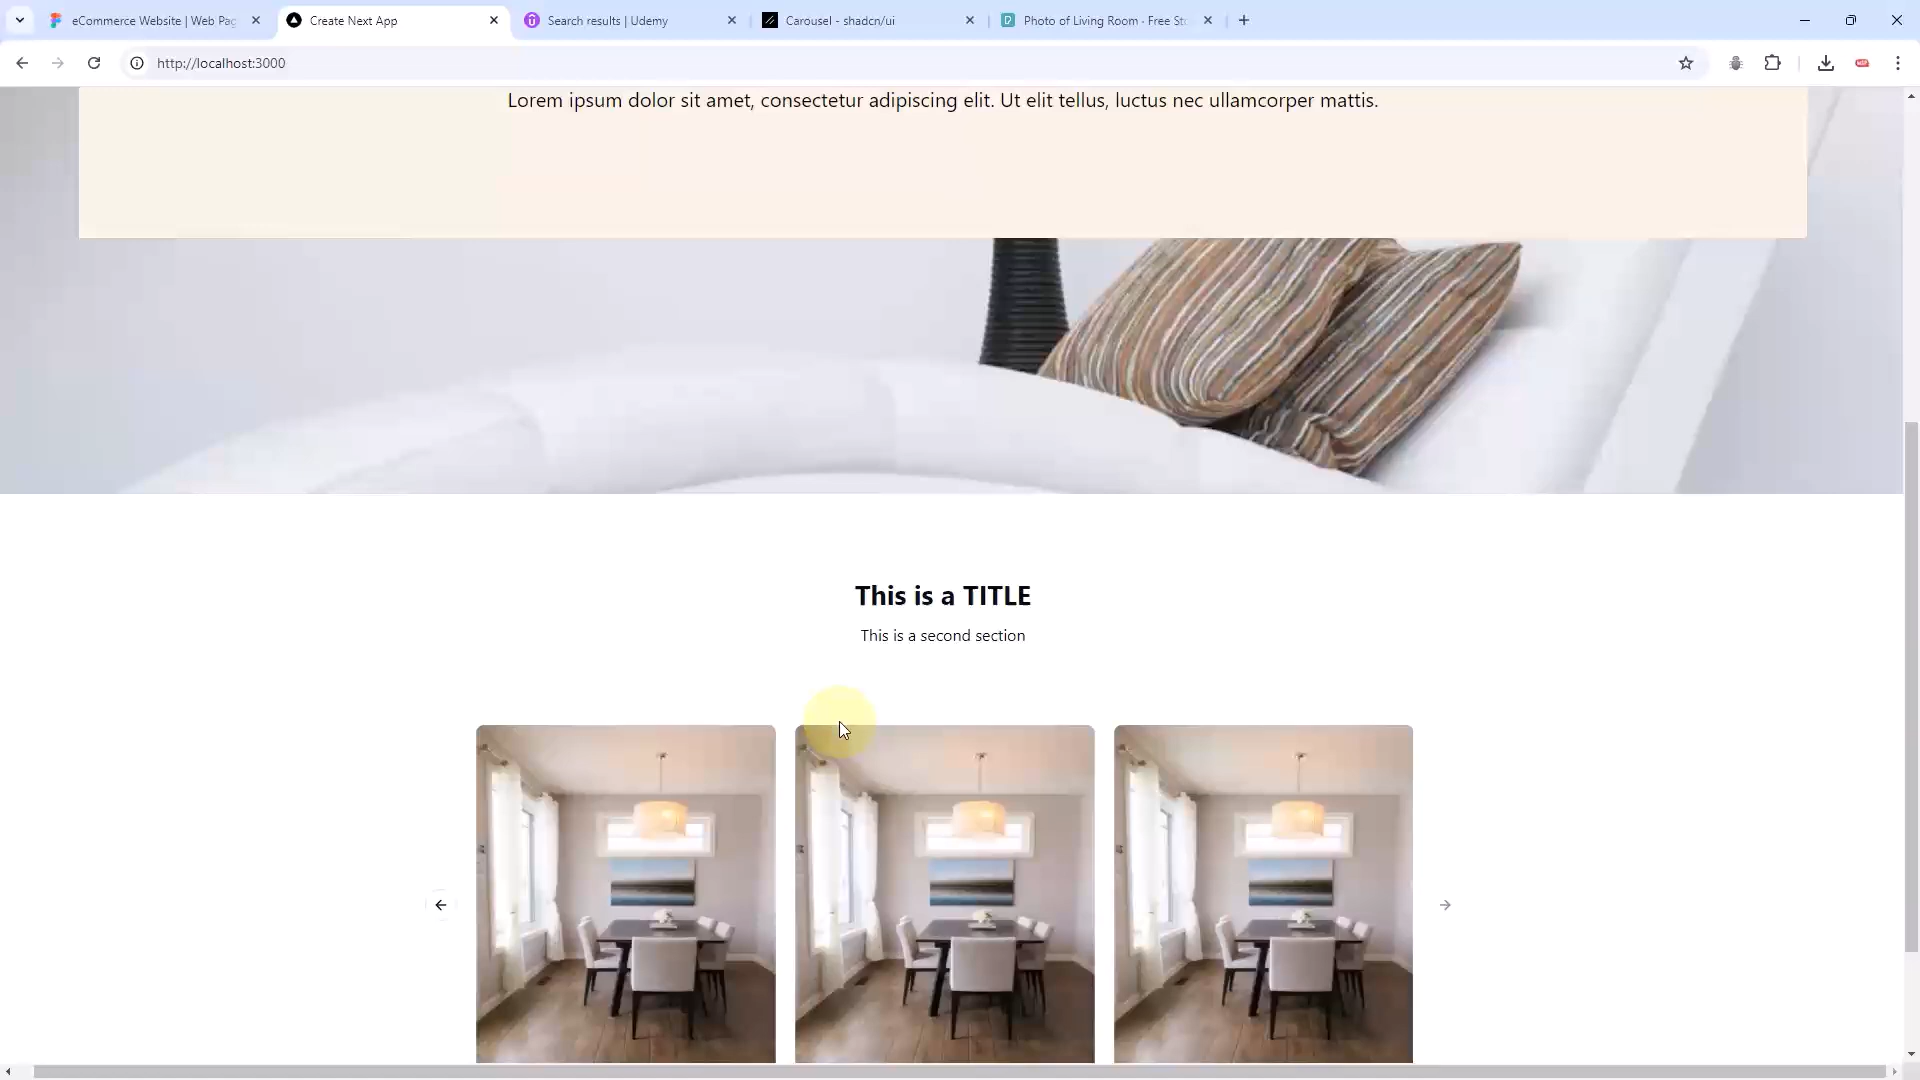 eCommerce Website | Web Pag
Create Next App
Search results | Udemy
Carousel - shadcn/ui
Photo of Living Room · Free Sto
http://localhost:3000
Lorem ipsum dolor sit amet, consectetur adipiscing elit. Ut elit tellus, luctus nec ullamcorper mattis.
This is a TITLE
This is a second section